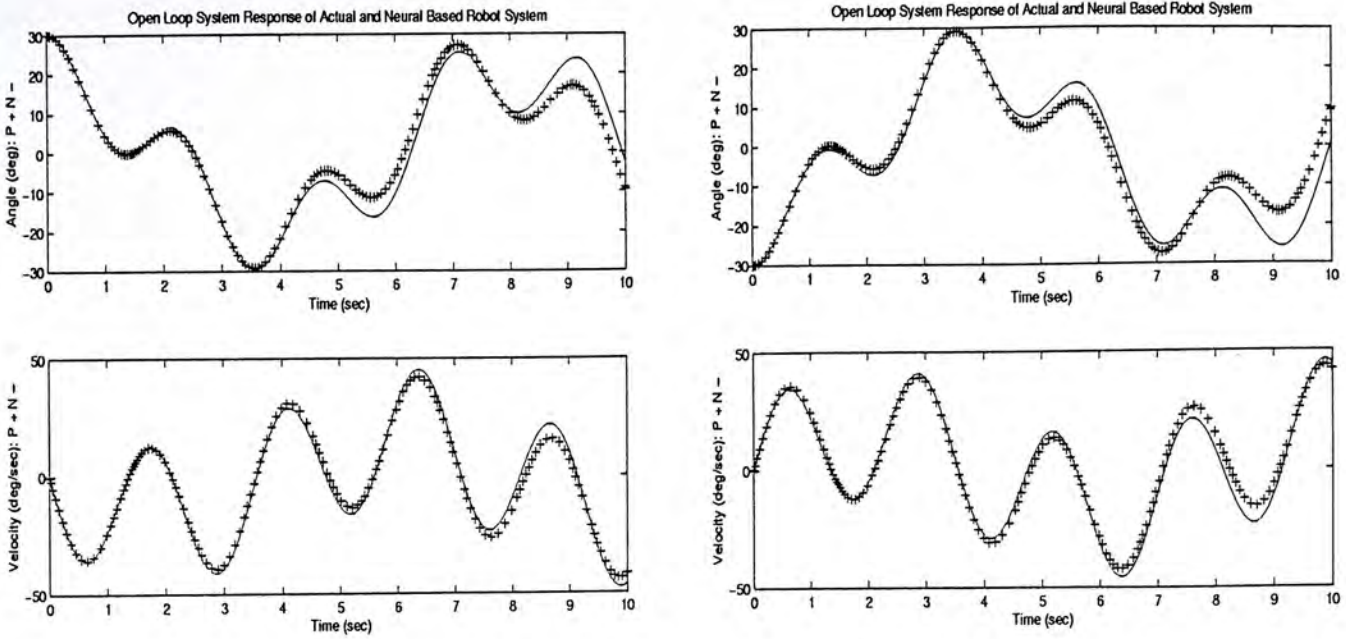 Open Loop System Response of Actual and Neural Based Robot System
30
20
10
0
−10
−20
−30
Angle (deg): P + N −
0 1 2 3 4 5 6 7 8 9 10
Time (sec)
50
0
−50
Velocity (deg/sec): P + N −
0 1 2 3 4 5 6 7 8 9 10
Time (sec)
Open Loop System Response of Actual and Neural Based Robot System
30
20
10
0
−10
−20
−30
Angle (deg): P + N −
0 1 2 3 4 5 6 7 8 9 10
Time (sec)
50
0
−50
Velocity (deg/sec): P + N −
0 1 2 3 4 5 6 7 8 9 10
Time (sec)